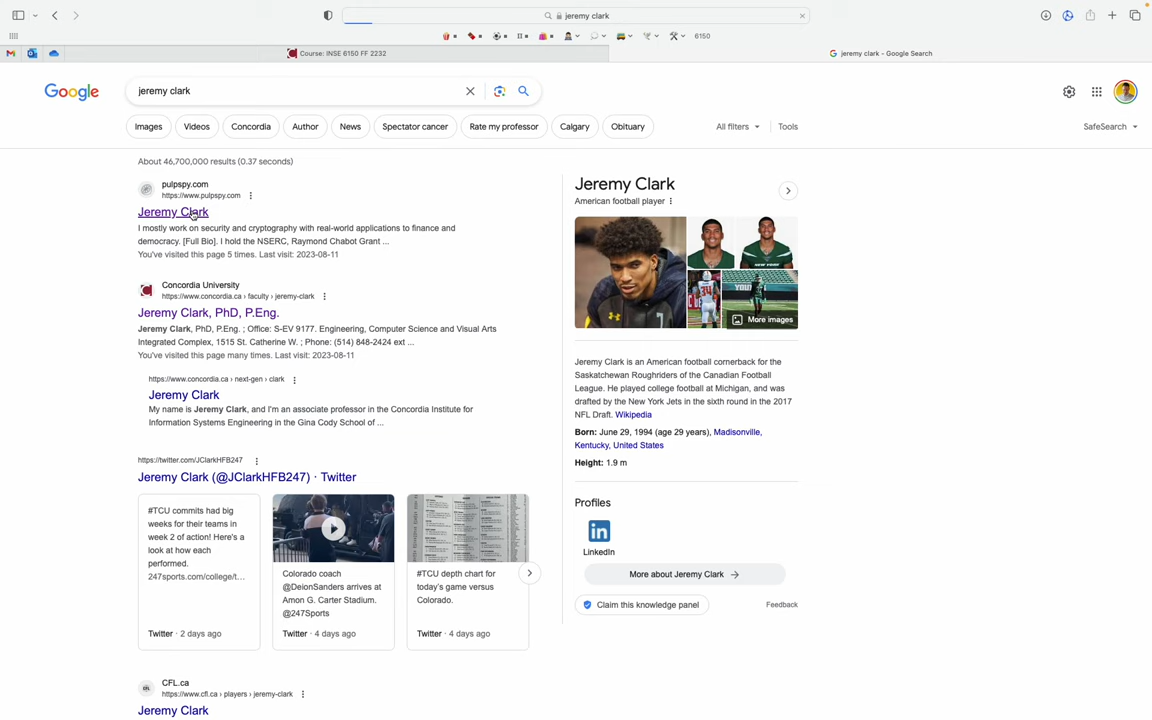 jeremy clark
6150
Course: INSE 6150 FF 2232
jeremy clark - Google Search
Google
jeremy clark
Images
Videos
Concordia
Author
News
Spectator cancer
Rate my professor
Calgary
Obituary
All filters
Tools
SafeSearch
About 46,700,000 results (0.37 seconds)
pulpspy.com
https://www.pulpspy.com
Jeremy Clark
I mostly work on security and cryptography with real-world applications to finance and
democracy. [Full Bio]. I hold the NSERC, Raymond Chabot Grant ...
You've visited this page 5 times. Last visit: 2023-08-11
Concordia University
https://www.concordia.ca › faculty › jeremy-clark
Jeremy Clark, PhD, P.Eng.
Jeremy Clark, PhD, P.Eng. ; Office: S-EV 9177. Engineering, Computer Science and Visual Arts
Integrated Complex, 1515 St. Catherine W. ; Phone: (514) 848-2424 ext ...
You've visited this page many times. Last visit: 2023-08-11
https://www.concordia.ca › next-gen › clark
Jeremy Clark
My name is Jeremy Clark, and I'm an associate professor in the Concordia Institute for
Information Systems Engineering in the Gina Cody School of ...
https://twitter.com/JClarkHFB247
Jeremy Clark (@JClarkHFB247) · Twitter
#TCU commits had big
weeks for their teams in
week 2 of action! Here's a
look at how each
performed.
247sports.com/college/t...
Twitter · 2 days ago
Colorado coach
@DeionSanders arrives at
Amon G. Carter Stadium.
@247Sports
Twitter · 4 days ago
#TCU depth chart for
today's game versus
Colorado.
Twitter · 4 days ago
CFL.ca
https://www.cfl.ca › players › jeremy-clark
Jeremy Clark
Jeremy Clark
American football player
More images
Jeremy Clark is an American football cornerback for the
Saskatchewan Roughriders of the Canadian Football
League. He played college football at Michigan, and was
drafted by the New York Jets in the sixth round in the 2017
NFL Draft. Wikipedia
Born: June 29, 1994 (age 29 years), Madisonville,
Kentucky, United States
Height: 1.9 m
Profiles
LinkedIn
More about Jeremy Clark
Claim this knowledge panel
Feedback